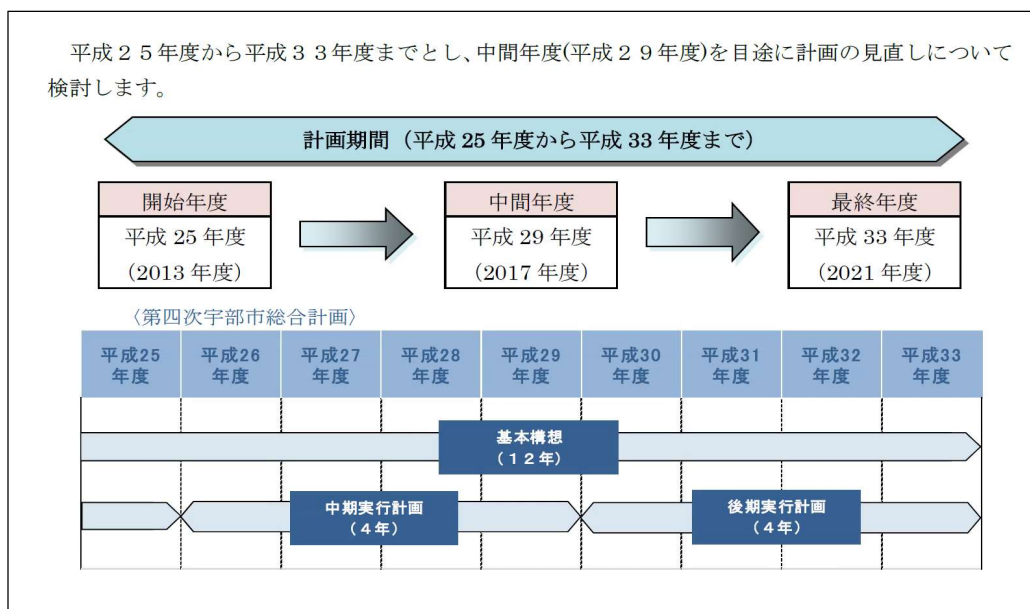 平成２５年度から平成３３年度までとし、中間年度(平成２９年度)を目途に計画の見直しについて
検討します。
計画期間（平成 25 年度から平成 33 年度まで）
開始年度
平成 25 年度
（2013 年度）
中間年度
平成 29 年度
（2017 年度）
最終年度
平成 33 年度
（2021 年度）
〈第四次宇部市総合計画〉
平成25
年度
平成26
年度
平成27
年度
平成28
年度
平成29
年度
平成30
年度
平成31
年度
平成32
年度
平成33
年度
基本構想
（１２年）
中期実行計画
（４年）
後期実行計画
（４年）